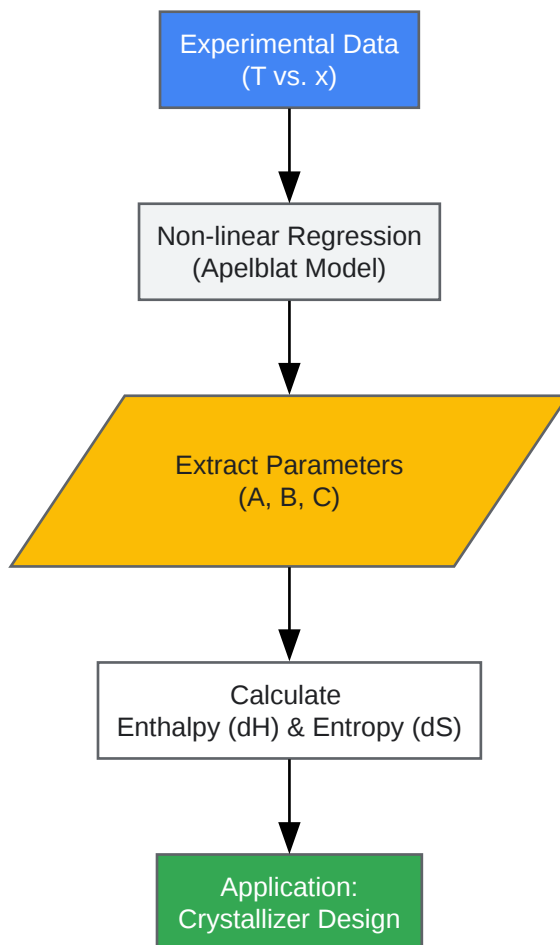 Experimental Data
(T vs. x)
Non-linear Regression
(Apelblat Model)
Extract Parameters
(A, B, C)
Calculate
Enthalpy (dH) & Entropy (dS)
Application:
Crystallizer Design